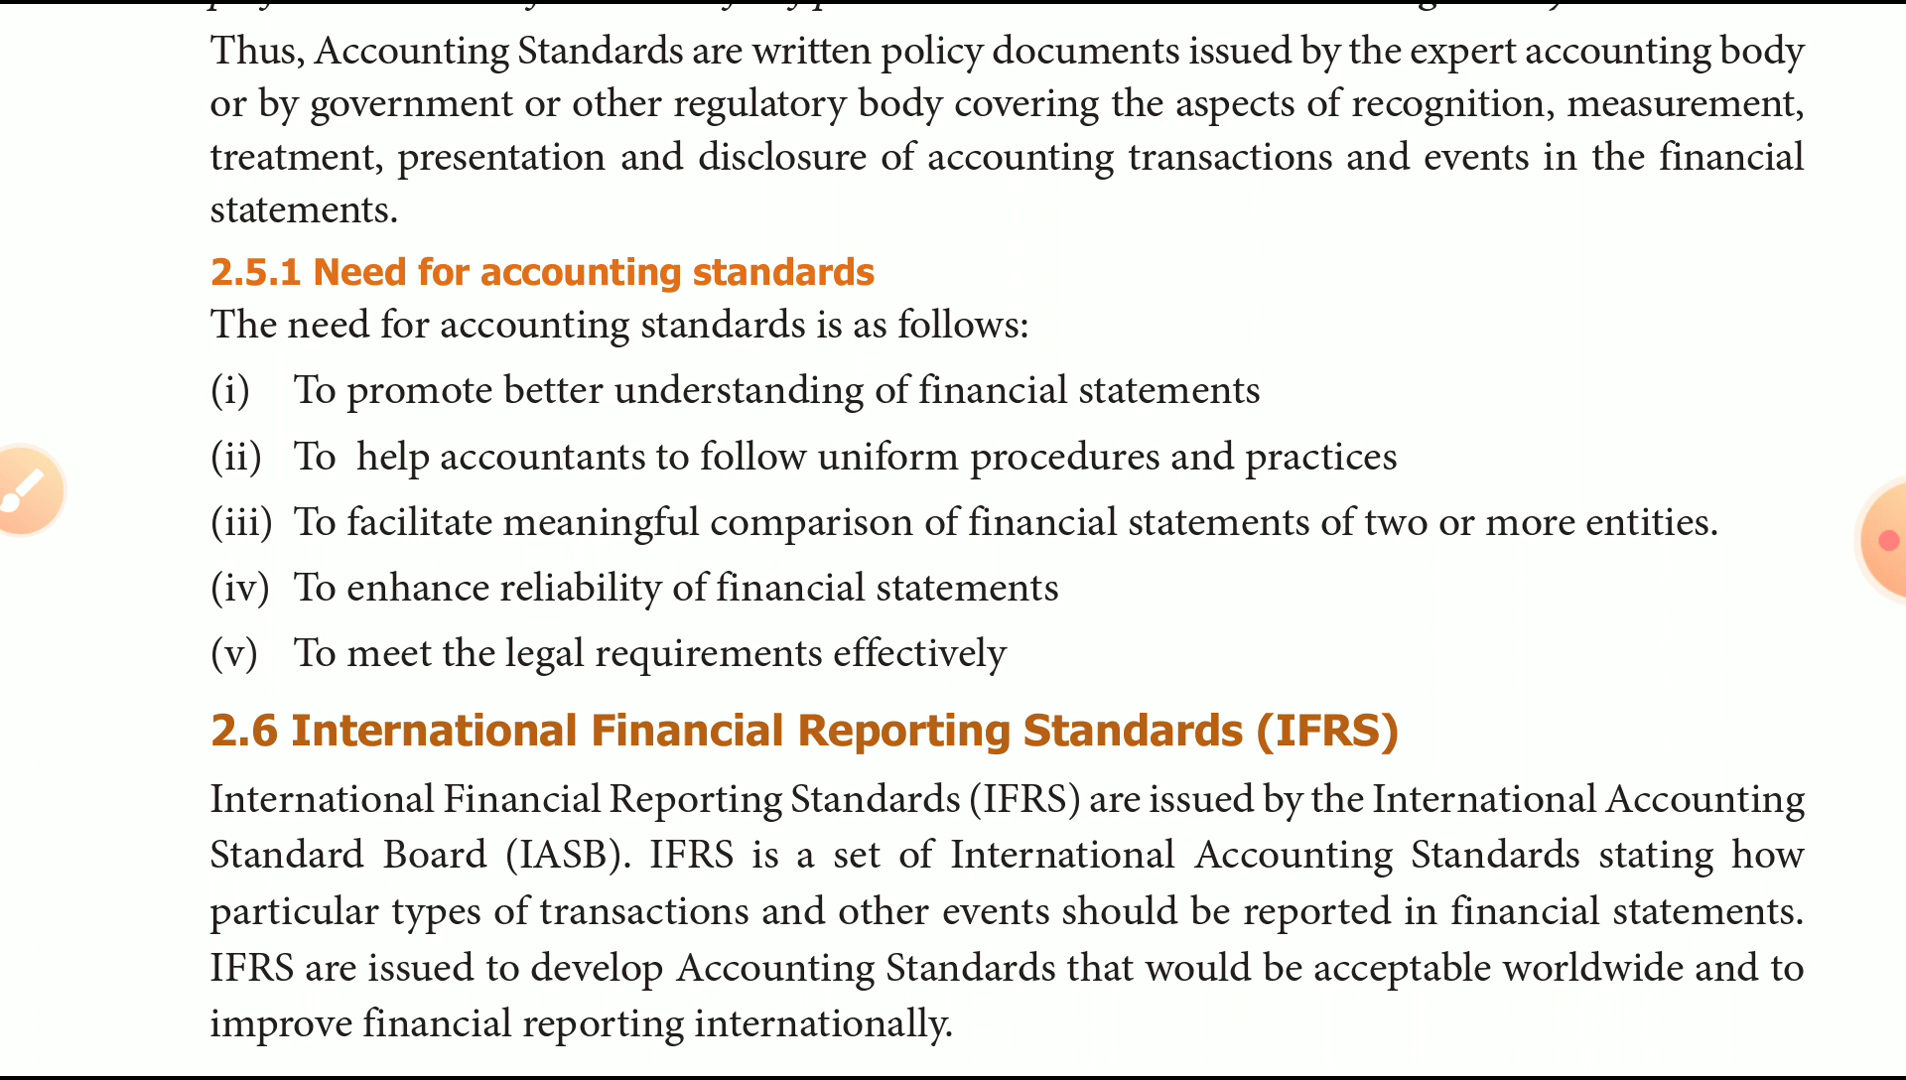 Thus, Accounting Standards are written policy documents issued by the expert accounting body
or by government or other regulatory body covering the aspects of recognition, measurement,
treatment, presentation and disclosure of accounting transactions and events in the financial
statements.
2.5.1 Need for accounting standards
The need for accounting standards is as follows:
(i) To promote better understanding of financial statements
(ii) To help accountants to follow uniform procedures and practices
(iii) To facilitate meaningful comparison of financial statements of two or more entities.
(iv) To enhance reliability of financial statements
(v) To meet the legal requirements effectively
2.6 International Financial Reporting Standards (IFRS)
International Financial Reporting Standards (IFRS) are issued by the International Accounting
Standard Board (IASB). IFRS is a set of International Accounting Standards stating how
particular types of transactions and other events should be reported in financial statements.
IFRS are issued to develop Accounting Standards that would be acceptable worldwide and to
improve financial reporting internationally.